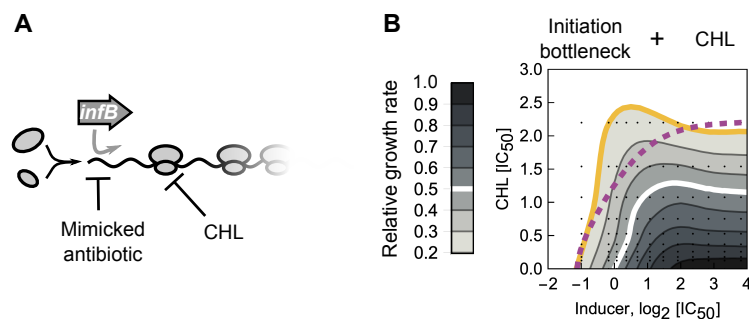 A
infB
Mimicked
antibiotic
CHL
B
Initiation
bottleneck + CHL
Relative growth rate
1.0
0.9
0.8
0.7
0.6
0.5
0.4
0.3
0.2
CHL [IC50]
3.0
2.5
2.0
1.5
1.0
0.5
0.0
−2 −1 0 1 2 3 4
Inducer, log2 [IC50]